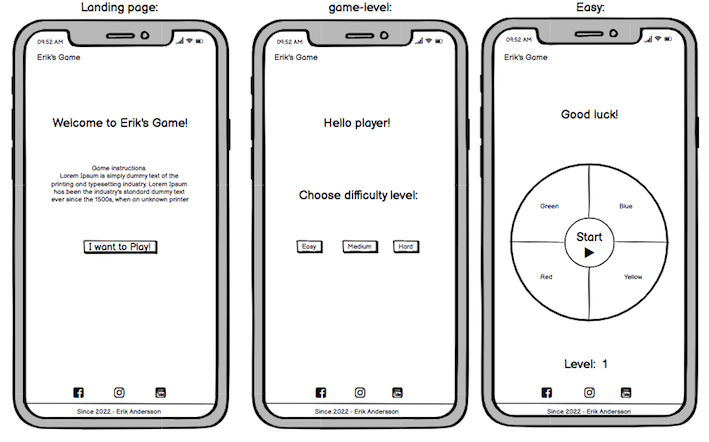 Landing page:
09:52 AM
Erik's Game
Welcome to Erik's Game!
Game instructions.
Lorem Ipsum is simply dummy text of the
printing and typesetting industry. Lorem Ipsum
has been the industry's standard dummy text
ever since the 1500s, when an unknown printer
I want to Play!
Since 2022 - Erik Andersson
game-level:
09:52 AM
Erik's Game
Hello player!
Choose difficulty level:
Easy
Medium
Hard
Since 2022 - Erik Andersson
Easy:
09:52 AM
Erik's Game
Good luck!
Green
Blue
Start
Red
Yellow
Level: 1
Since 2022 - Erik Andersson